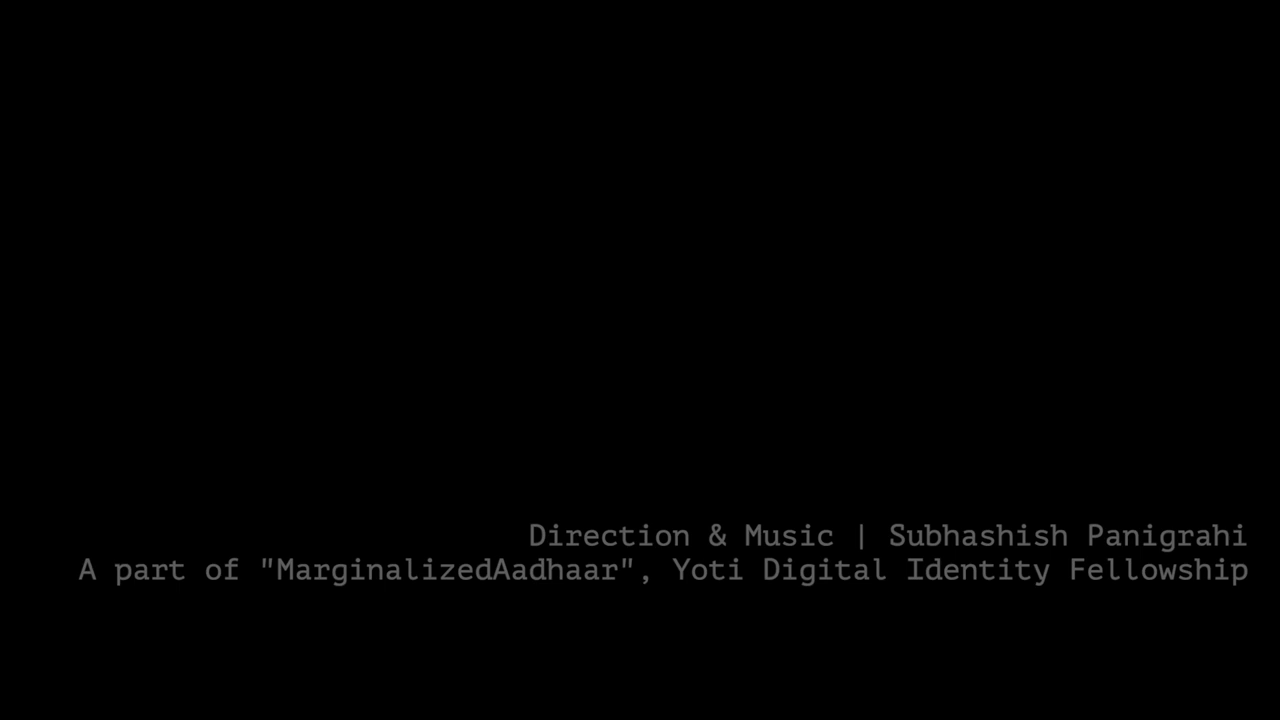 Direction & Music | Subhashish Panigrahi
A part of "MarginalizedAadhaar", Yoti Digital Identity Fellowship